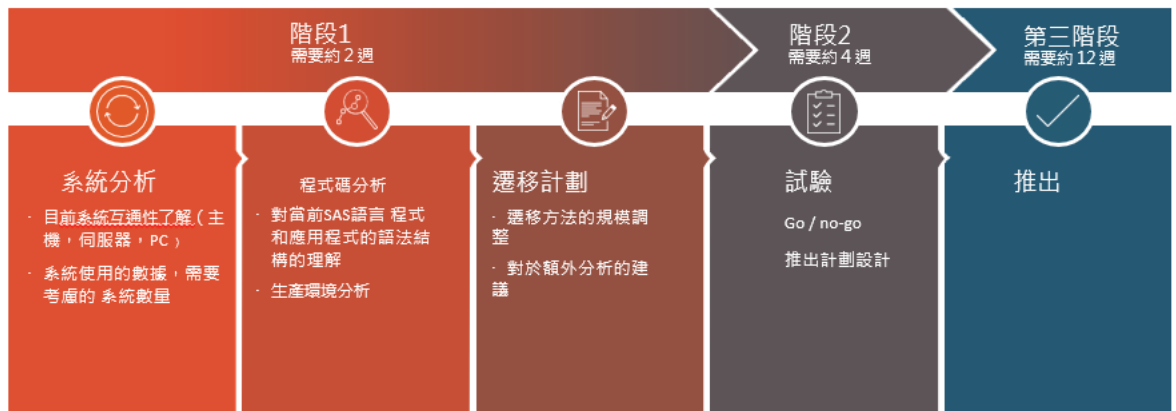 階段1
需要約 2 週
階段2
需要約 4 週
第三階段
需要約 12 週
系統分析
· 目前系統互通性了解（主
機，伺服器，PC）
· 系統使用的數據，需要
考慮的 系統數量
程式碼分析
· 對當前SAS語言 程式
和應用程式的語法結
構的理解
· 生產環境分析
遷移計劃
· 遷移方法的規模調
整
· 對於額外分析的建
議
試驗
Go / no-go
推出計劃設計
推出